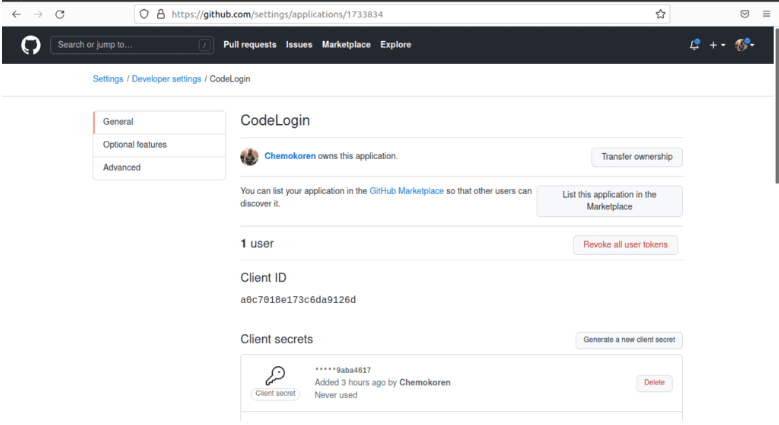 https://github.com/settings/applications/1733834
Search or jump to... /
Pull requests Issues Marketplace Explore
Settings / Developer settings / CodeLogin
General
Optional features
Advanced
CodeLogin
Chemokoren owns this application.
Transfer ownership
You can list your application in the GitHub Marketplace so that other users can
discover it.
List this application in the
Marketplace
1 user
Revoke all user tokens
Client ID
a0c7018e173c6da9126d
Client secrets
Generate a new client secret
*****9aba4617
Added 3 hours ago by Chemokoren
Never used
Client secret
Delete